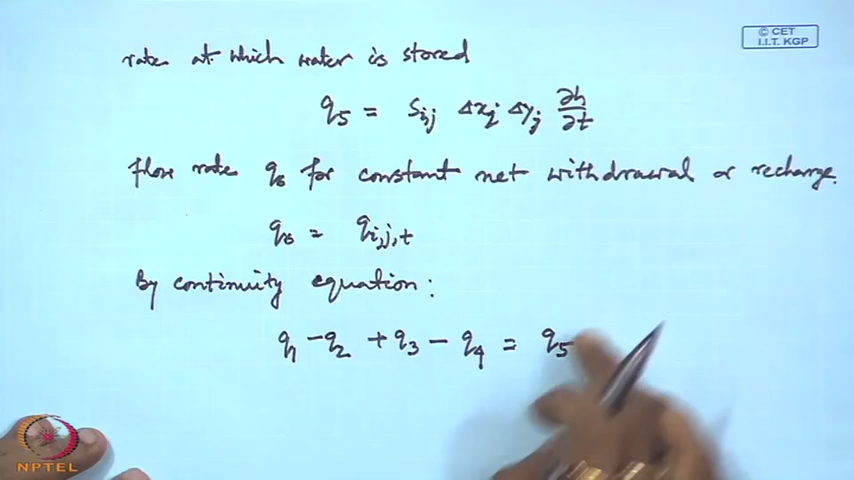 © CET
I.I.T. KGP
rate at which water is stored
q5 = Si,j Δxj Δyj ∂h/∂t
flow rate q6 for constant net withdrawal or recharge.
q6 = qi,j,t
By continuity equation:
q1 - q2 + q3 - q4 = q5
NPTEL